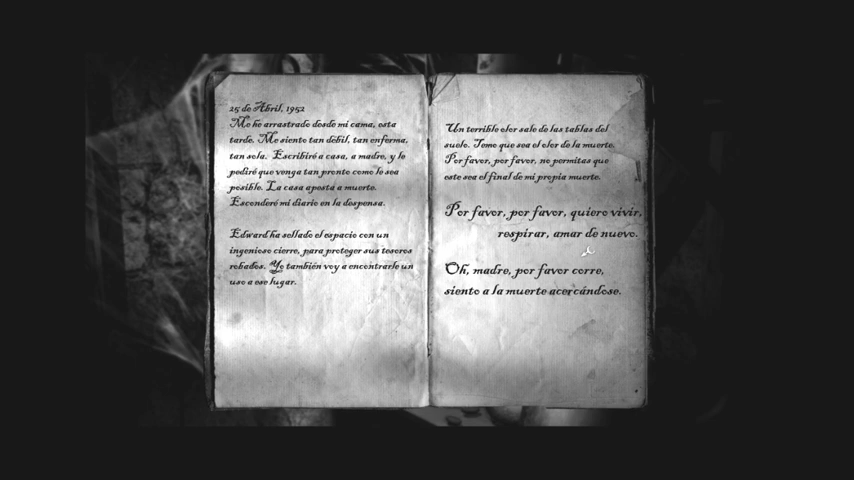 25 de Abril, 1952
Me he arrastrado desde mi cama, esta
tarde. Me siento tan débil, tan enferma,
tan sola. Escribiré a casa, a madre, y le
pediré que venga tan pronto como le sea
posible. La casa apesta a muerte.
Esconderé mi diario en la despensa.
Edward ha sellado el espacio con un
ingenioso cierre, para proteger sus tesoros
robados. Yo también voy a encontrarle un
uso a ese lugar.
Un terrible olor sale de las tablas del
suelo. Temo que sea el olor de la muerte.
Por favor, por favor, no permitas que
este sea el final de mi propia muerte.
Por favor, por favor, quiero vivir,
respirar, amar de nuevo.
Oh, madre, por favor corre,
siento a la muerte acercándose.